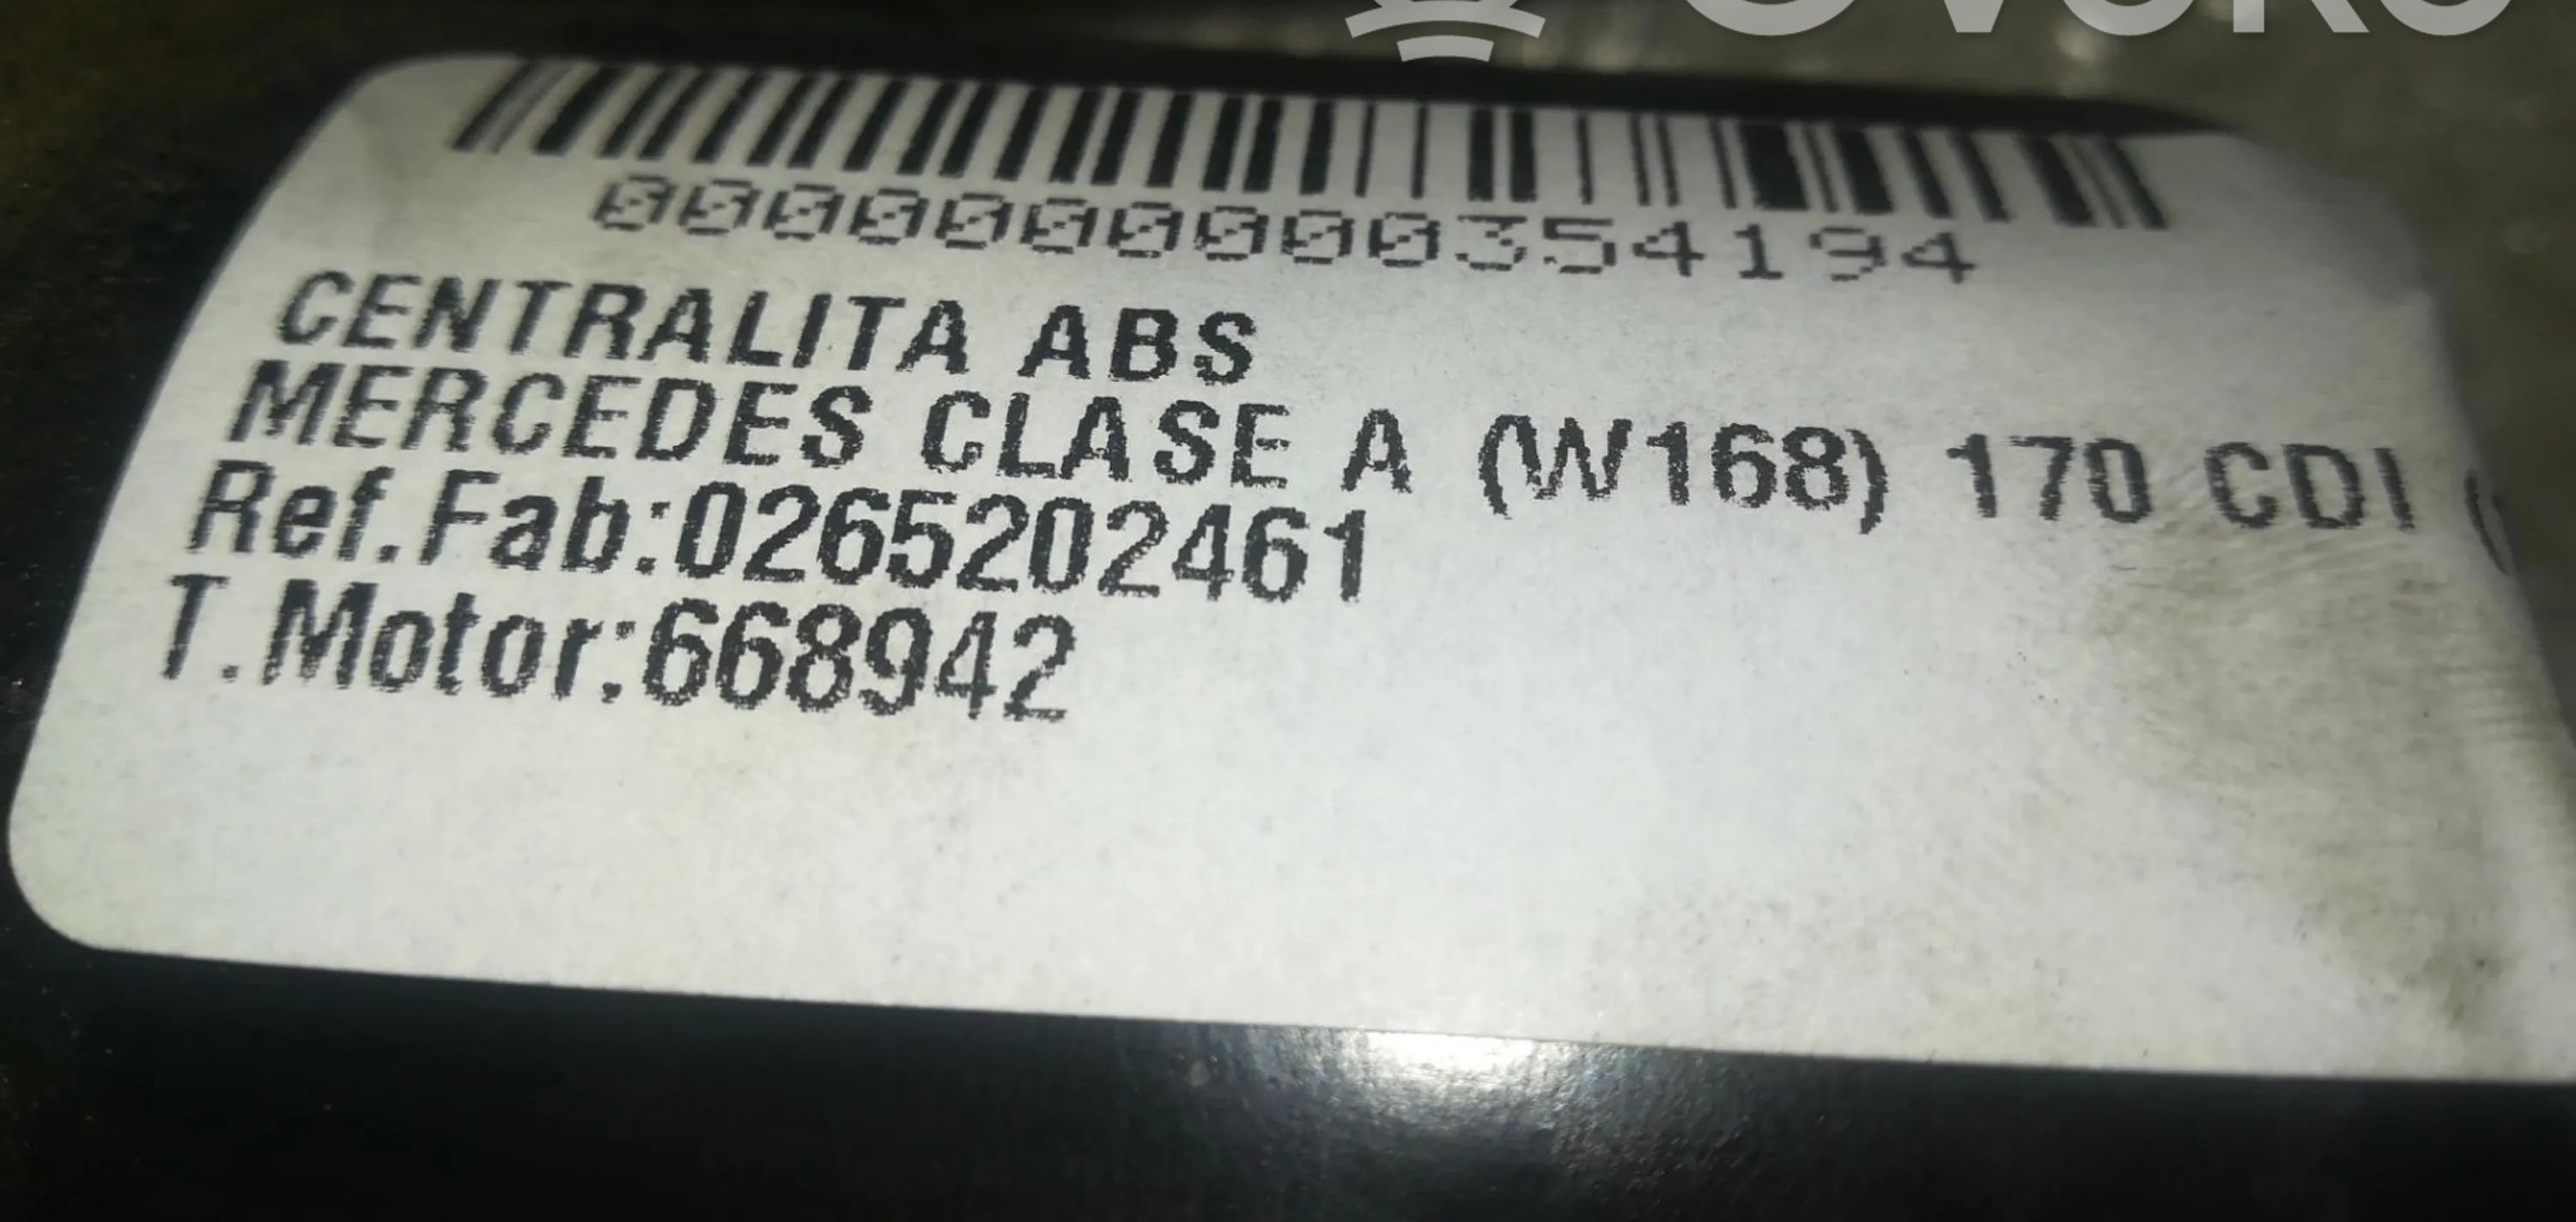 0000000000354194
CENTRALITA ABS
MERCEDES CLASE A (W168) 170 CDI (
Ref.Fab:0265202461
T.Motor:668942